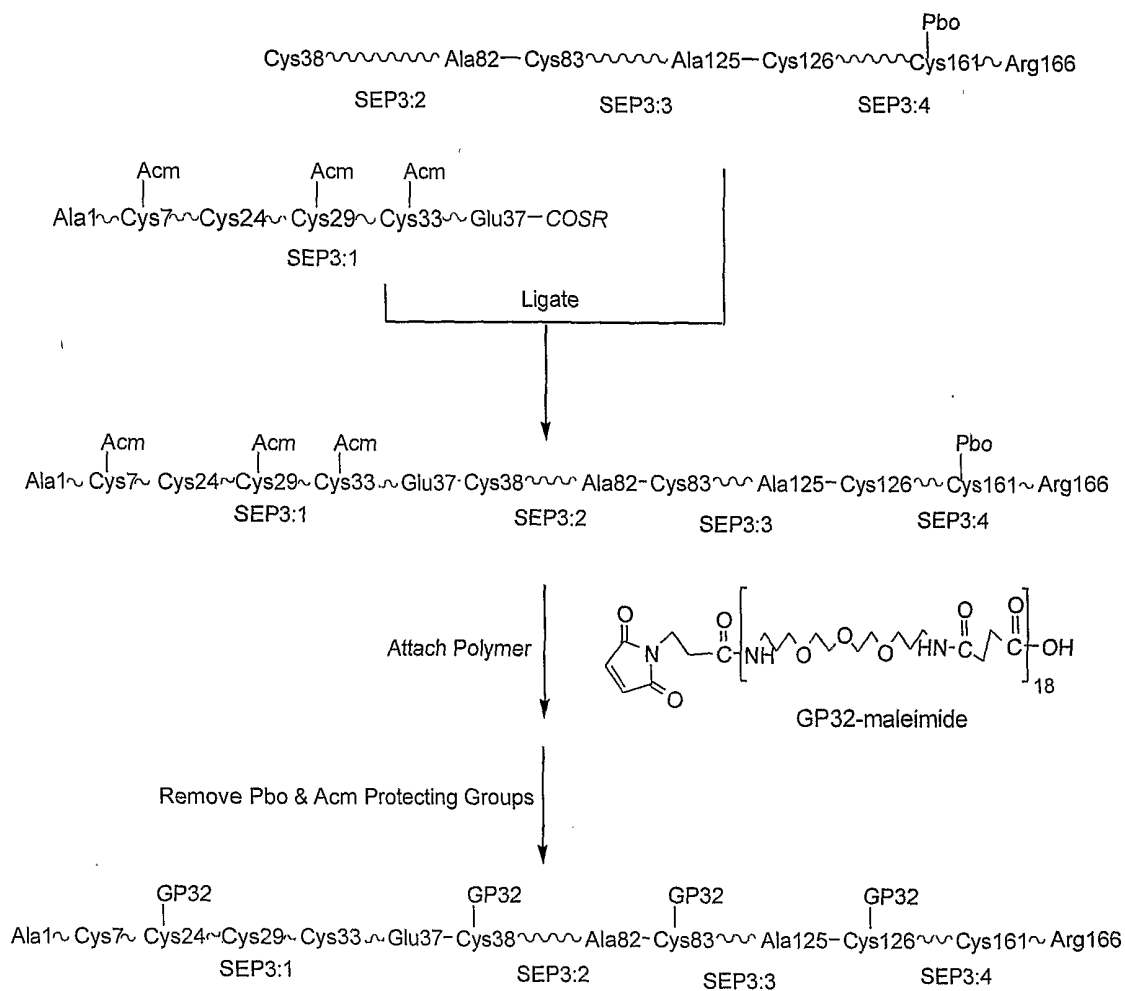 Pbo
Cys38 Ala82–Cys83 Ala125–Cys126 Cys161 Arg166
SEP3:2 SEP3:3 SEP3:4
Acm Acm Acm
Ala1~Cys7~Cys24~Cys29~Cys33~Glu37–COSR
SEP3:1
Ligate
Acm Acm Acm Pbo
Ala1~Cys7~Cys24~Cys29~Cys33~Glu37-Cys38 Ala82–Cys83 Ala125–Cys126 Cys161~Arg166
SEP3:1 SEP3:2 SEP3:3 SEP3:4
Attach Polymer
O N O O C NH O O O HN–C O O C–OH 18
GP32-maleimide
Remove Pbo & Acm Protecting Groups
GP32 GP32 GP32 GP32
Ala1~Cys7~Cys24~Cys29~Cys33~Glu37–Cys38 Ala82–Cys83 Ala125–Cys126 Cys161~Arg166
SEP3:1 SEP3:2 SEP3:3 SEP3:4